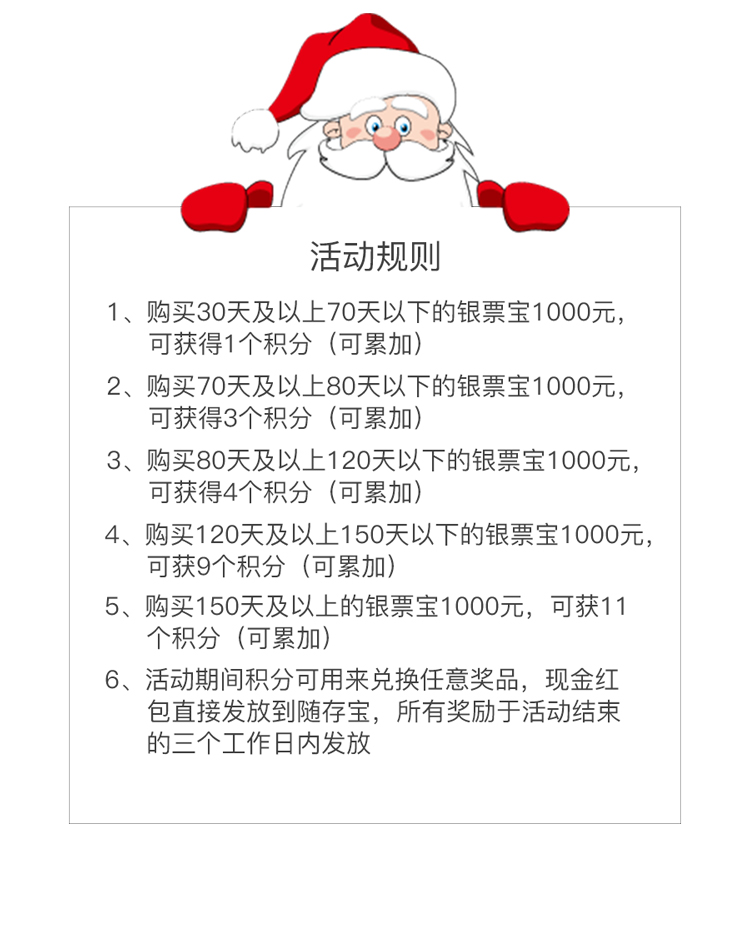 活动规则
1、购买30天及以上70天以下的银票宝1000元，
可获得1个积分（可累加）
2、购买70天及以上80天以下的银票宝1000元，
可获得3个积分（可累加）
3、购买80天及以上120天以下的银票宝1000元，
可获得4个积分（可累加）
4、购买120天及以上150天以下的银票宝1000元，
可获9个积分（可累加）
5、购买150天及以上的银票宝1000元，可获11
个积分（可累加）
6、活动期间积分可用来兑换任意奖品，现金红
包直接发放到随存宝，所有奖励于活动结束
的三个工作日内发放